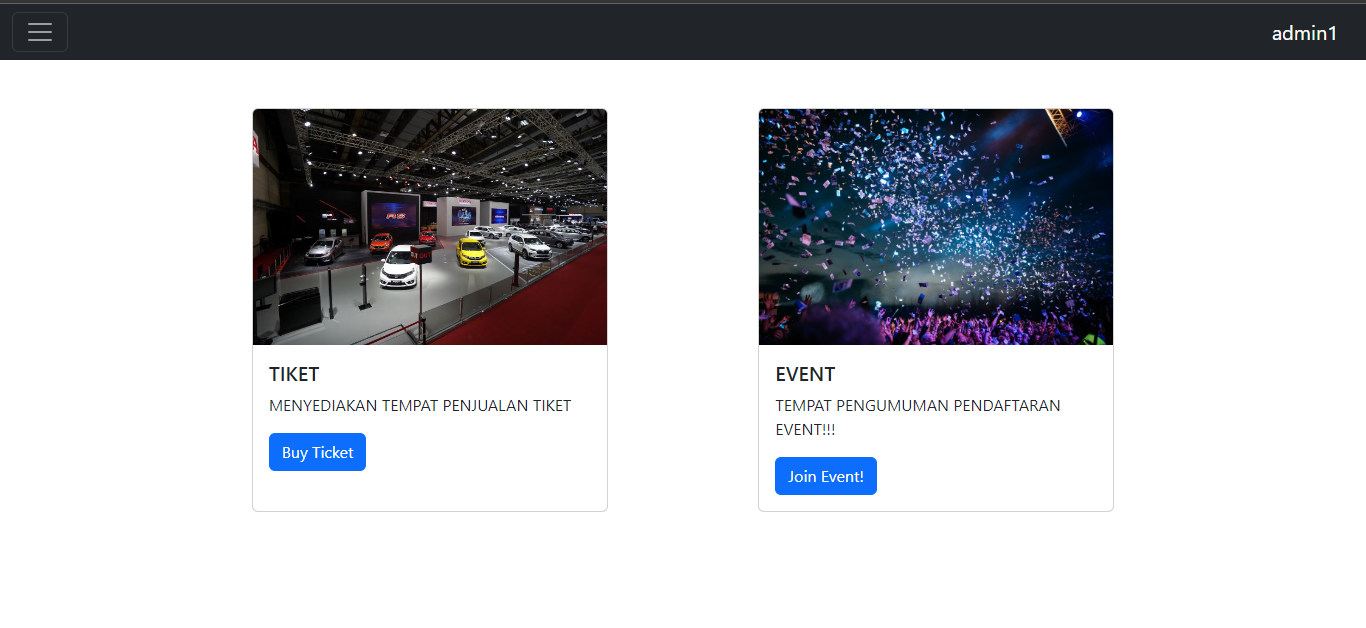 admin1
TIKET
MENYEDIAKAN TEMPAT PENJUALAN TIKET
Buy Ticket
EVENT
TEMPAT PENGUMUMAN PENDAFTARAN
EVENT!!!
Join Event!